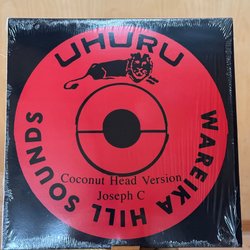 UHURU
WAREIKA HILL SOUNDS
Coconut Head Version
Joseph C